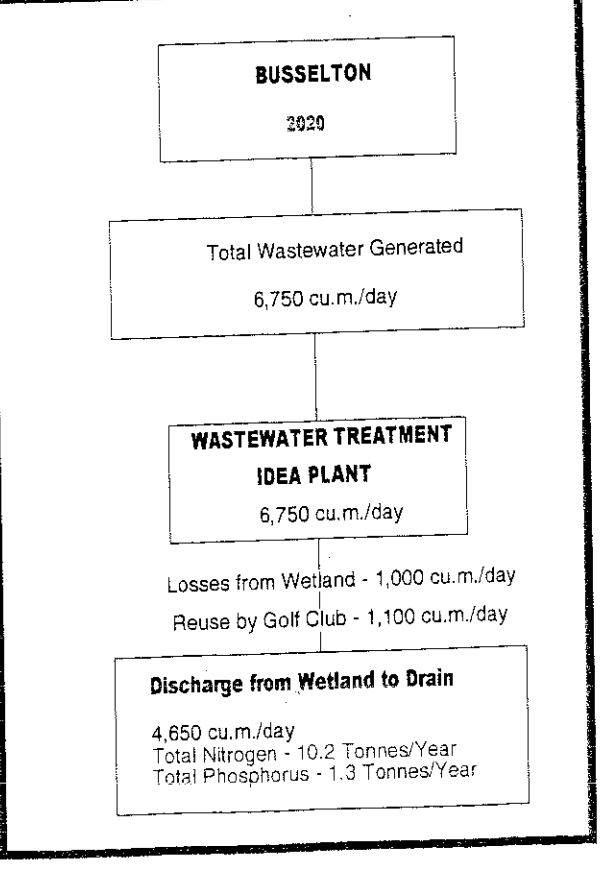 BUSSELTON
2020
Total Wastewater Generated
6,750 cu.m./day
WASTEWATER TREATMENT
IDEA PLANT
6,750 cu.m./day
Losses from Wetland - 1,000 cu.m./day
Reuse by Golf Club - 1,100 cu.m./day
Discharge from Wetland to Drain
4,650 cu.m./day
Total Nitrogen - 10.2 Tonnes/Year
Total Phosphorus - 1.3 Tonnes/Year